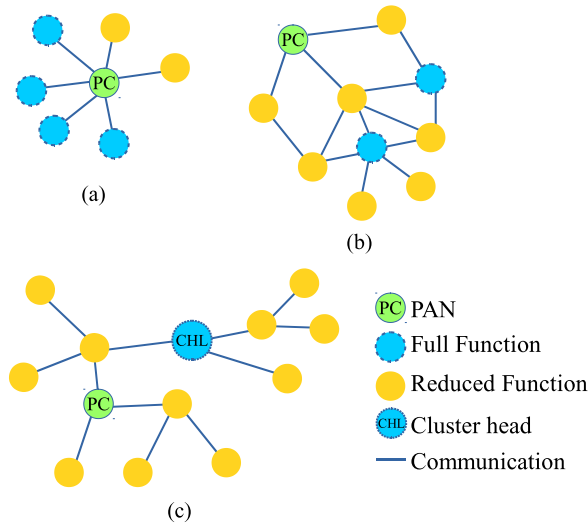 PC
(a)
PC
(b)
CHL
PC
(c)
PC PAN
Full Function
Reduced Function
CHL Cluster head
Communication